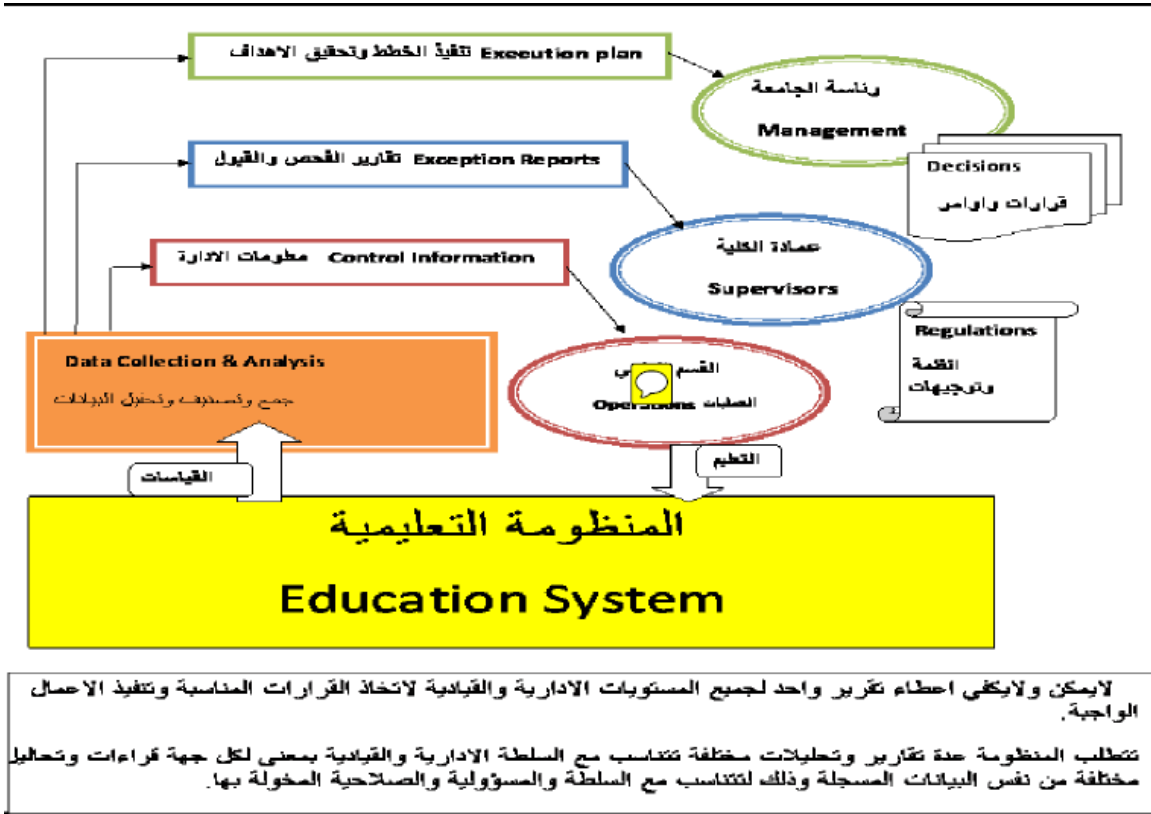 تنفيذ الخطط وتحقيق الاهداف Execution plan
رئاسة الجامعة
Management
Decisions
قرارات واوامر
تقارير الفحص والقبول Exception Reports
عمادة الكلية
Supervisors
معلومات الادارة Control Information
Regulations
انظمة
وتوجيهات
Data Collection & Analysis
جمع وتصنيف وتحليل البيانات
القسم
العمليات Operations
القياسات
التعليم
المنظومة التعليمية
Education System
لايمكن ولايكفي اعطاء تقرير واحد لجميع المستويات الادارية والقيادية لاتخاذ القرارات المناسبة وتنفيذ الاعمال
الواجبة.
تتطلب المنظومة عدة تقارير وتحليلات مختلفة تتناسب مع السلطة الادارية والقيادية بمعنى لكل جهة قراءات وتحاليل
مختلفة من نفس البيانات المسجلة وذلك لتتناسب مع السلطة والمسؤولية والصلاحية المخولة بها.